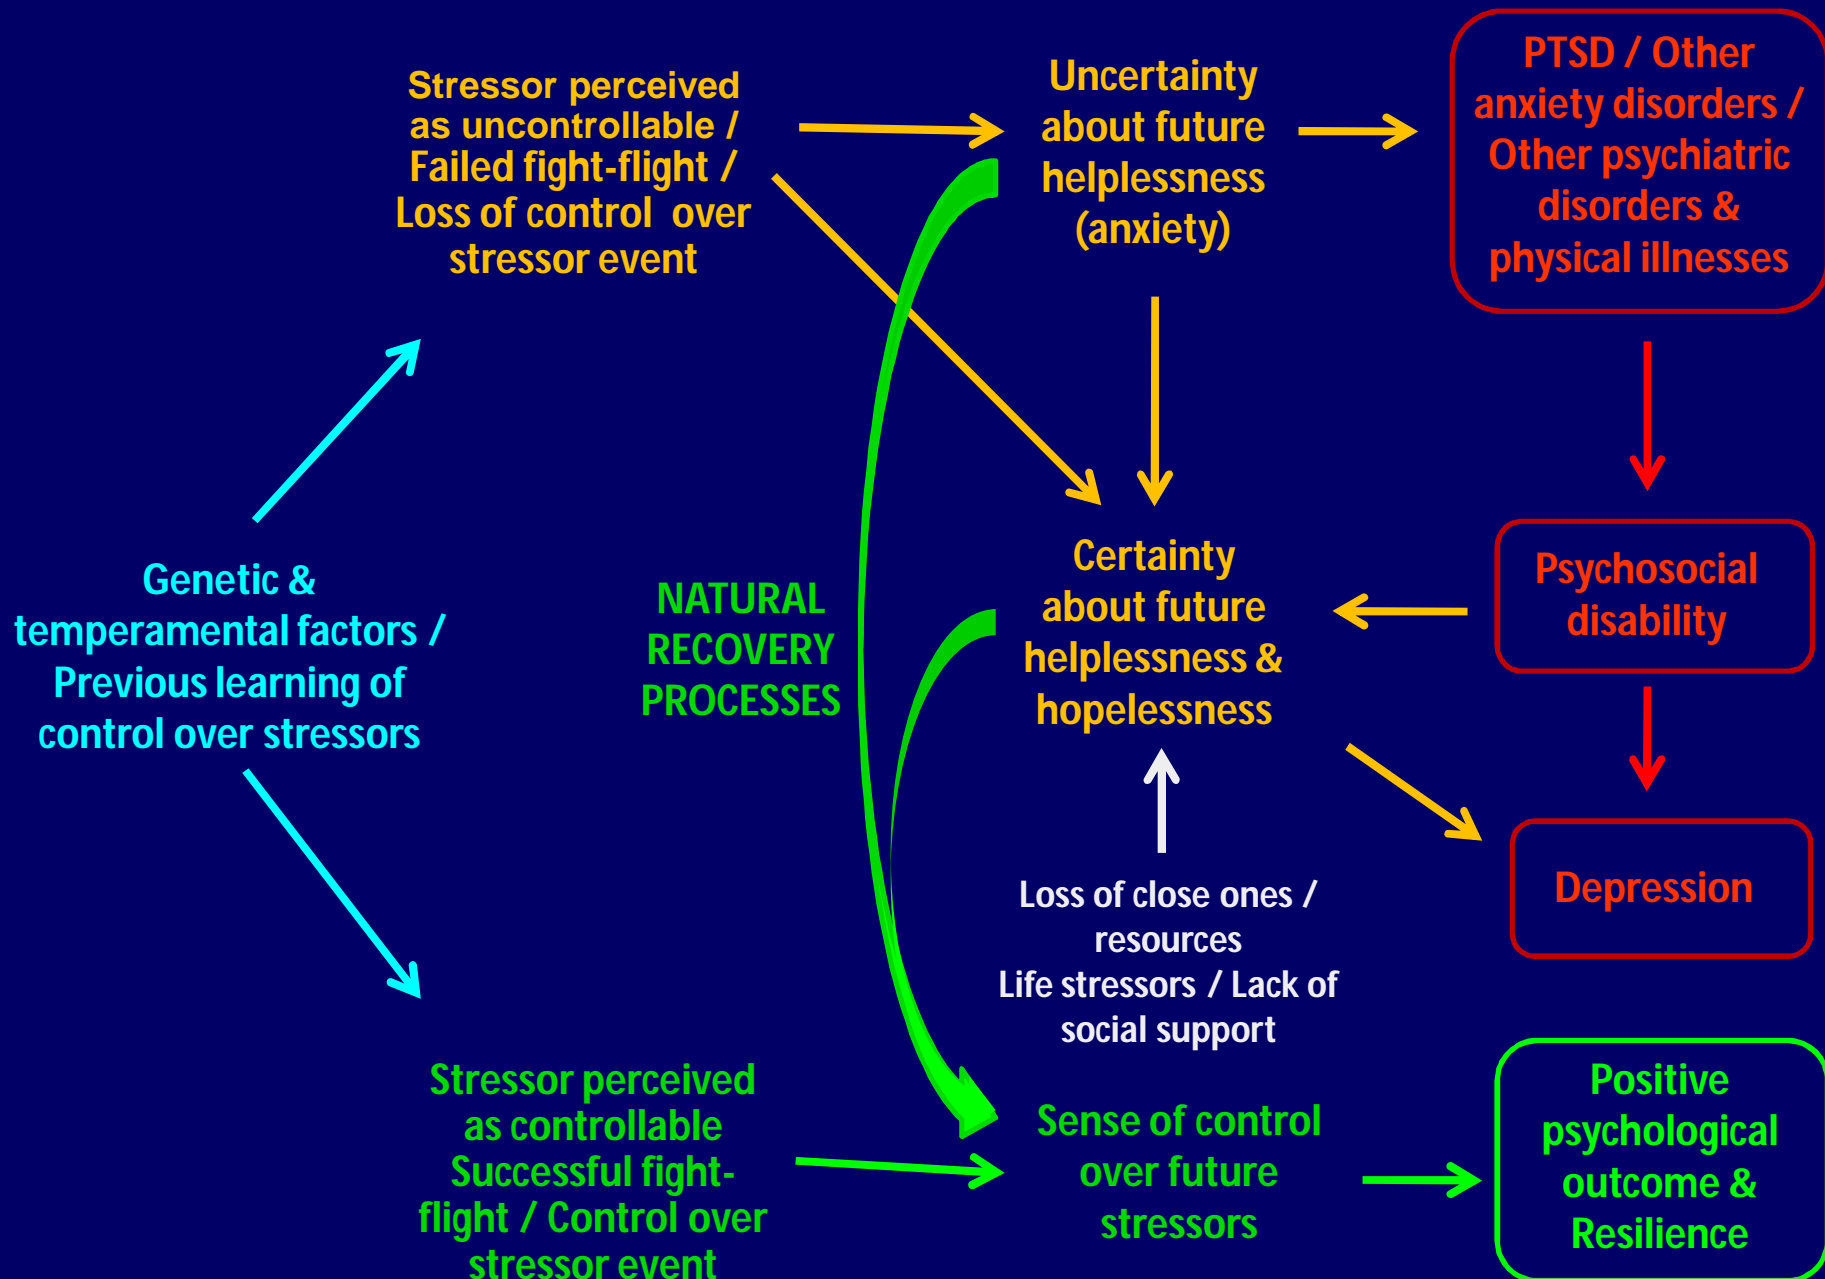 Stressor perceived
as uncontrollable /
Failed fight-flight /
Loss of control over
stressor event
Uncertainty
about future
helplessness
(anxiety)
PTSD / Other
anxiety disorders /
Other psychiatric
disorders &
physical illnesses
Genetic &
temperamental factors /
Previous learning of
control over stressors
NATURAL
RECOVERY
PROCESSES
Certainty
about future
helplessness &
hopelessness
Psychosocial
disability
Loss of close ones /
resources
Life stressors / Lack of
social support
Depression
Stressor perceived
as controllable
Successful fight-
flight / Control over
stressor event
Sense of control
over future
stressors
Positive
psychological
outcome &
Resilience